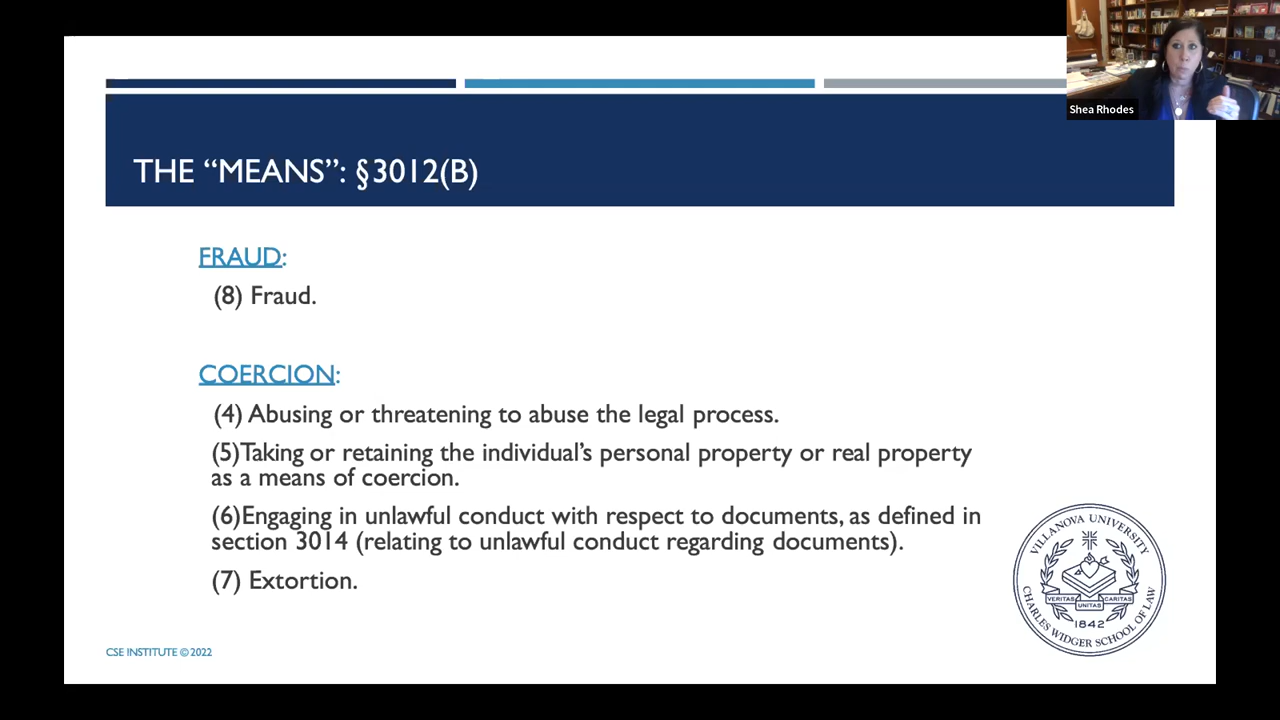 Shea Rhodes
THE “MEANS”: §3012(B)
FRAUD:
(8) Fraud.
COERCION:
(4) Abusing or threatening to abuse the legal process.
(5)Taking or retaining the individual’s personal property or real property
as a means of coercion.
(6)Engaging in unlawful conduct with respect to documents, as defined in
section 3014 (relating to unlawful conduct regarding documents).
(7) Extortion.
VILLANOVA UNIVERSITY
VERITAS
UNITAS
CARITAS
1842
CHARLES WIDGER SCHOOL OF LAW
CSE INSTITUTE © 2022